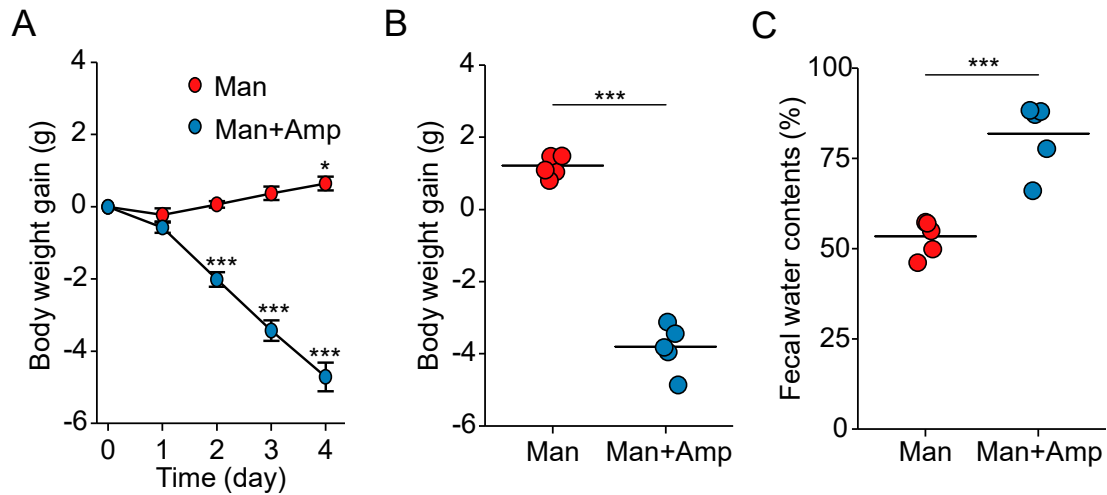 A
Body weight gain (g)
4
2
0
-2
-4
-6
Man
Man+Amp
*
***
***
***
0 1 2 3 4
Time (day)
B
Body weight gain (g)
4
2
0
-2
-4
-6
***
Man Man+Amp
C
Fecal water contents (%)
100
75
50
25
0
***
Man Man+Amp